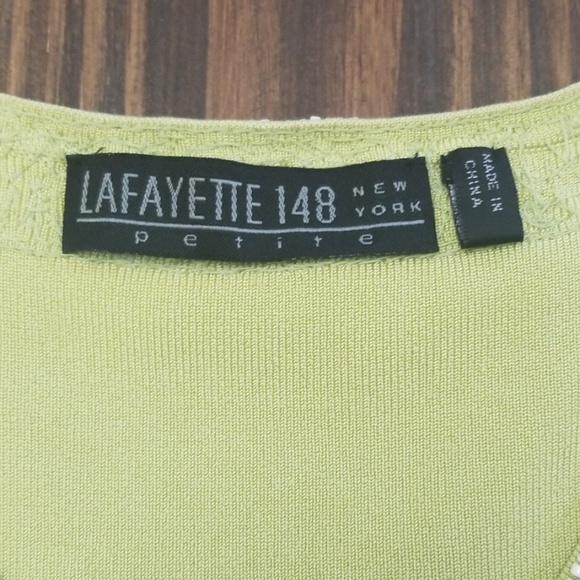 LAFAYETTE 148 NEW YORK
petite
MADE IN
CHINA